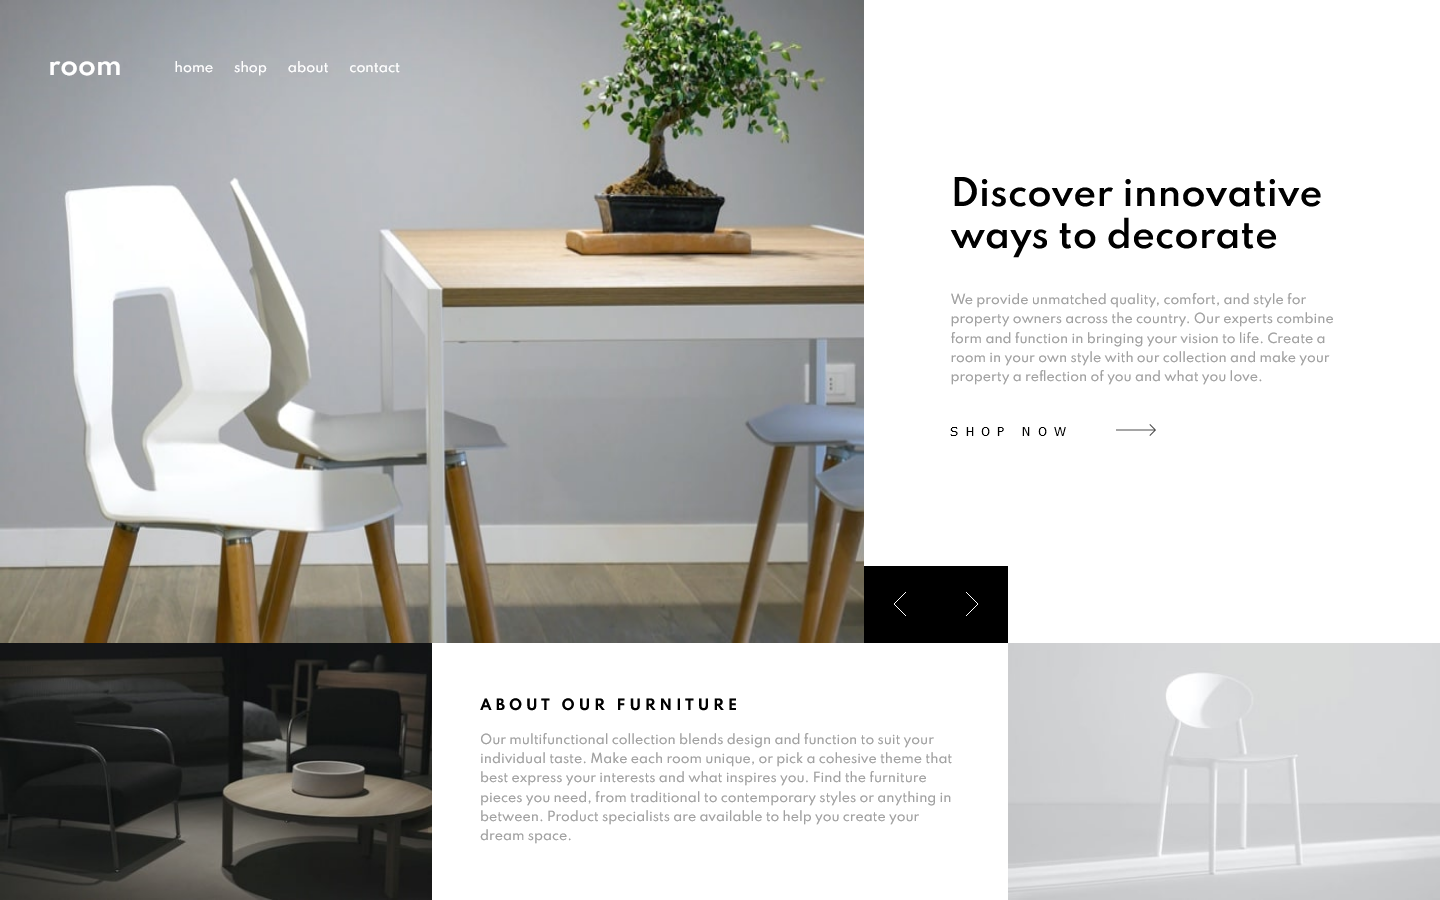 room
home shop about contact
Discover innovative
ways to decorate
We provide unmatched quality, comfort, and style for
property owners across the country. Our experts combine
form and function in bringing your vision to life. Create a
room in your own style with our collection and make your
property a reflection of you and what you love.
SHOP NOW
ABOUT OUR FURNITURE
Our multifunctional collection blends design and function to suit your
individual taste. Make each room unique, or pick a cohesive theme that
best express your interests and what inspires you. Find the furniture
pieces you need, from traditional to contemporary styles or anything in
between. Product specialists are available to help you create your
dream space.